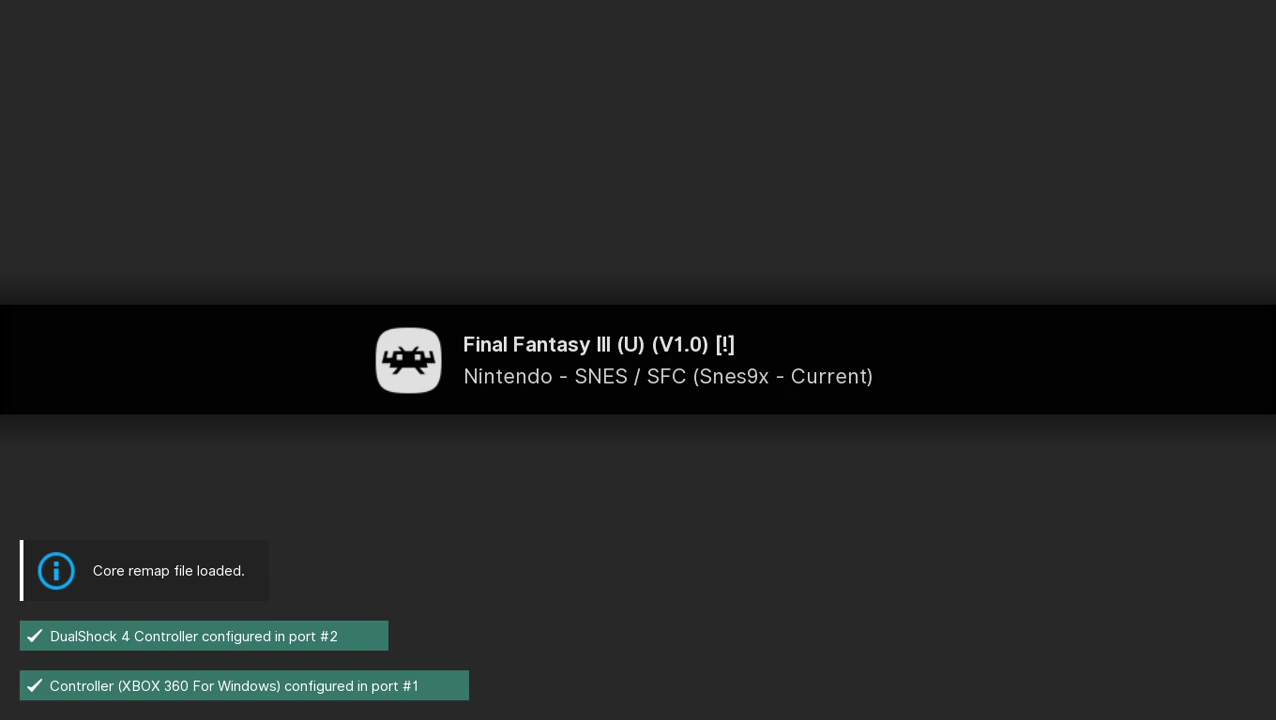 Final Fantasy III (U) (V1.0) [!]
Nintendo - SNES / SFC (Snes9x - Current)
Core remap file loaded.
DualShock 4 Controller configured in port #2
Controller (XBOX 360 For Windows) configured in port #1